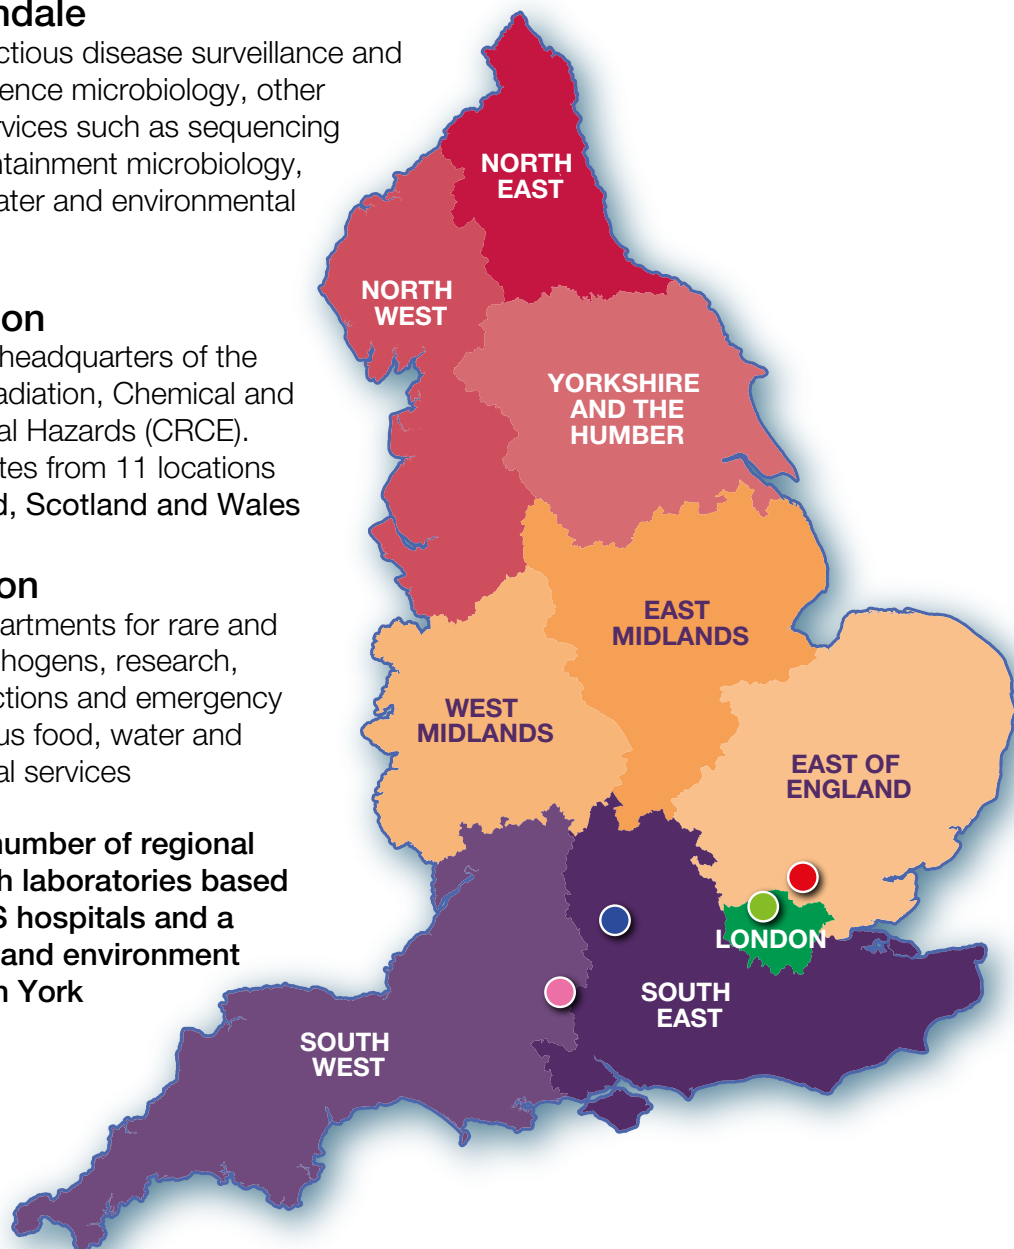 ndale
ctious disease surveillance and
ence microbiology, other
rvices such as sequencing
ntainment microbiology,
ater and environmental
on
headquarters of the
adiation, Chemical and
al Hazards (CRCE).
tes from 11 locations
d, Scotland and Wales
on
artments for rare and
hogens, research,
ctions and emergency
us food, water and
al services
number of regional
h laboratories based
S hospitals and a
and environment
n York
NORTH
EAST
NORTH
WEST
YORKSHIRE
AND THE
HUMBER
EAST
MIDLANDS
WEST
MIDLANDS
EAST OF
ENGLAND
LONDON
SOUTH
EAST
SOUTH
WEST